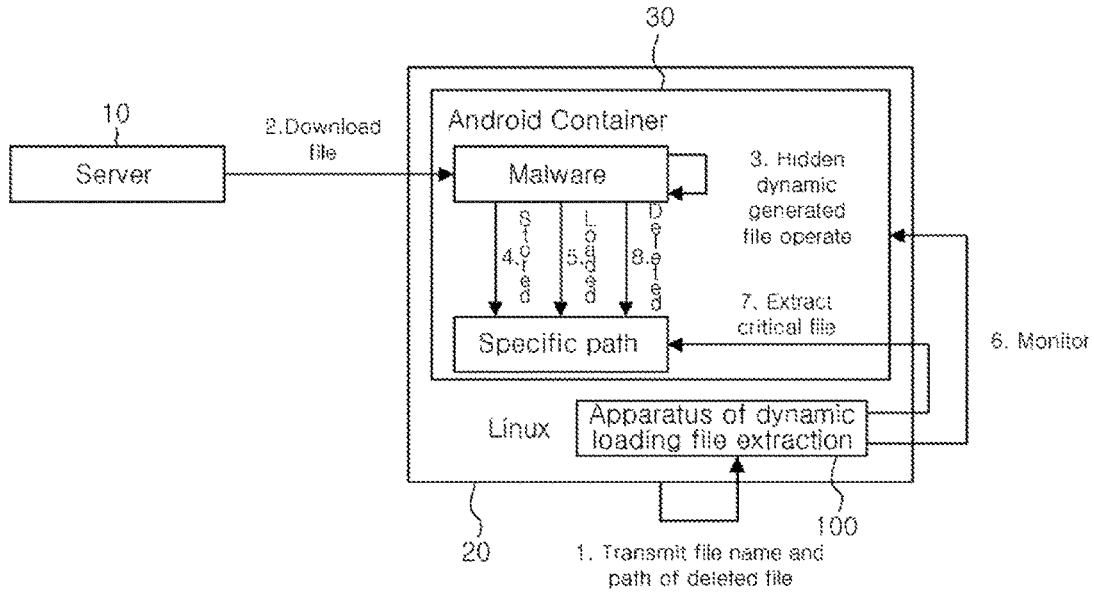 30
10
Server
2.Download
file
Android Container
Malware
3. Hidden
dynamic
generated
file operate
4. Stored
5. Loaded
8. Deleted
7. Extract
critical file
Specific path
6. Monitor
Linux
Apparatus of dynamic
loading file extraction
20
100
1. Transmit file name and
path of deleted file